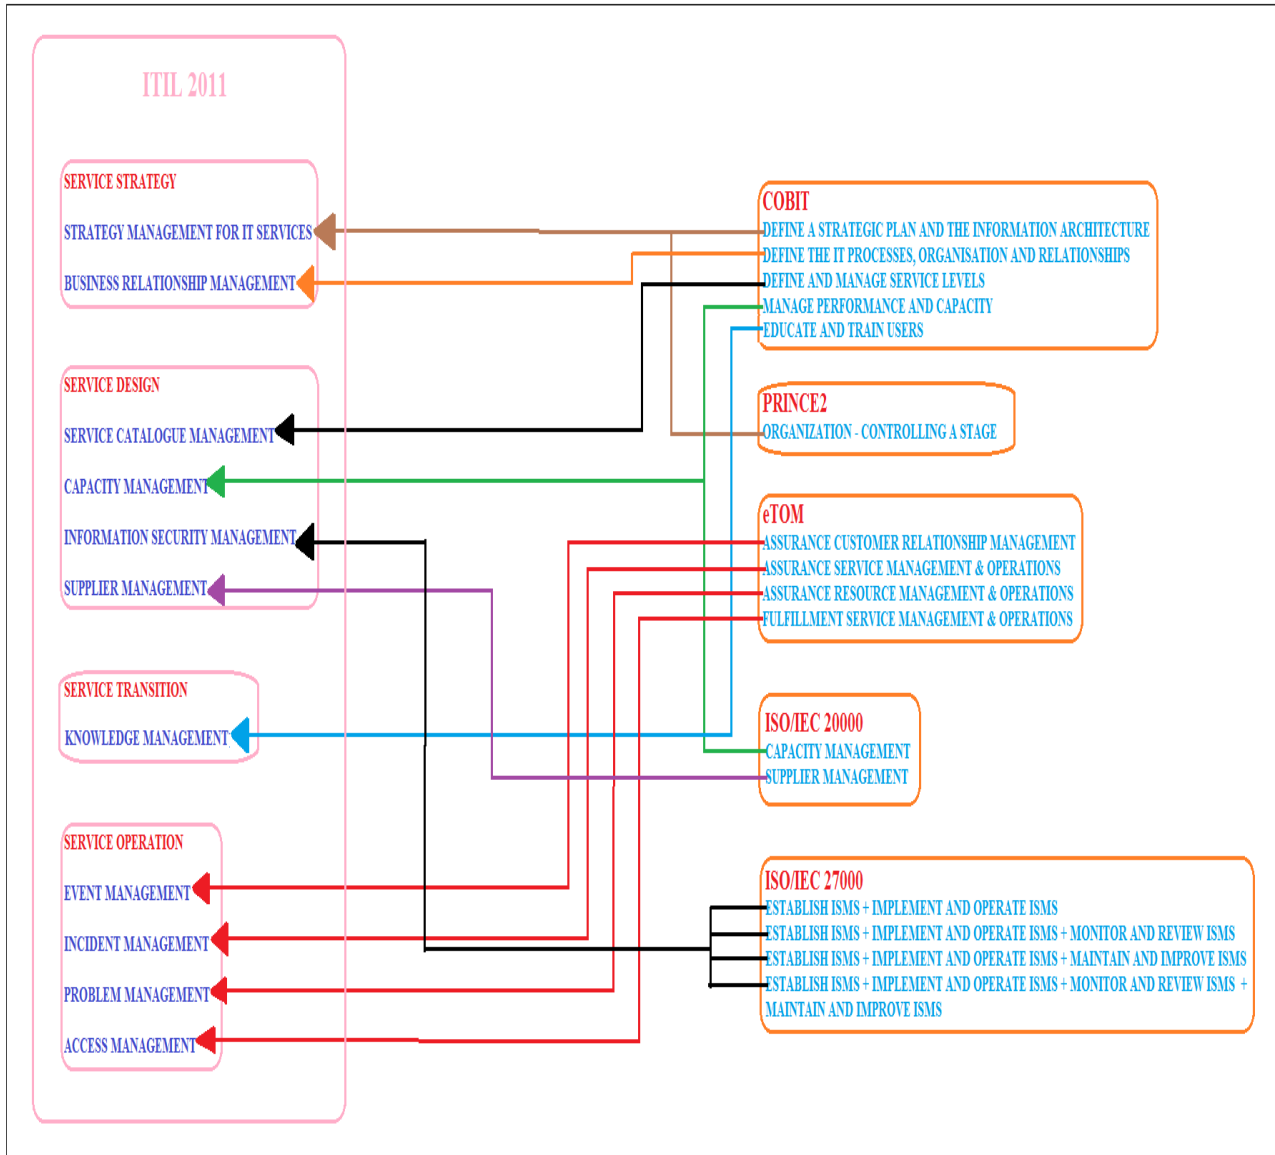 ITIL 2011
SERVICE STRATEGY
STRATEGY MANAGEMENT FOR IT SERVICES
BUSINESS RELATIONSHIP MANAGEMENT
SERVICE DESIGN
SERVICE CATALOGUE MANAGEMENT
CAPACITY MANAGEMENT
INFORMATION SECURITY MANAGEMENT
SUPPLIER MANAGEMENT
SERVICE TRANSITION
KNOWLEDGE MANAGEMENT
SERVICE OPERATION
EVENT MANAGEMENT
INCIDENT MANAGEMENT
PROBLEM MANAGEMENT
ACCESS MANAGEMENT
COBIT
DEFINE A STRATEGIC PLAN AND THE INFORMATION ARCHITECTURE
DEFINE THE IT PROCESSES, ORGANISATION AND RELATIONSHIPS
DEFINE AND MANAGE SERVICE LEVELS
MANAGE PERFORMANCE AND CAPACITY
EDUCATE AND TRAIN USERS
PRINCE2
ORGANIZATION - CONTROLLING A STAGE
eTOM
ASSURANCE CUSTOMER RELATIONSHIP MANAGEMENT
ASSURANCE SERVICE MANAGEMENT & OPERATIONS
ASSURANCE RESOURCE MANAGEMENT & OPERATIONS
FULFILLMENT SERVICE MANAGEMENT & OPERATIONS
ISO/IEC 20000
CAPACITY MANAGEMENT
SUPPLIER MANAGEMENT
ISO/IEC 27000
ESTABLISH ISMS + IMPLEMENT AND OPERATE ISMS
ESTABLISH ISMS + IMPLEMENT AND OPERATE ISMS + MONITOR AND REVIEW ISMS
ESTABLISH ISMS + IMPLEMENT AND OPERATE ISMS + MAINTAIN AND IMPROVE ISMS
ESTABLISH ISMS + IMPLEMENT AND OPERATE ISMS + MONITOR AND REVIEW ISMS +
MAINTAIN AND IMPROVE ISMS